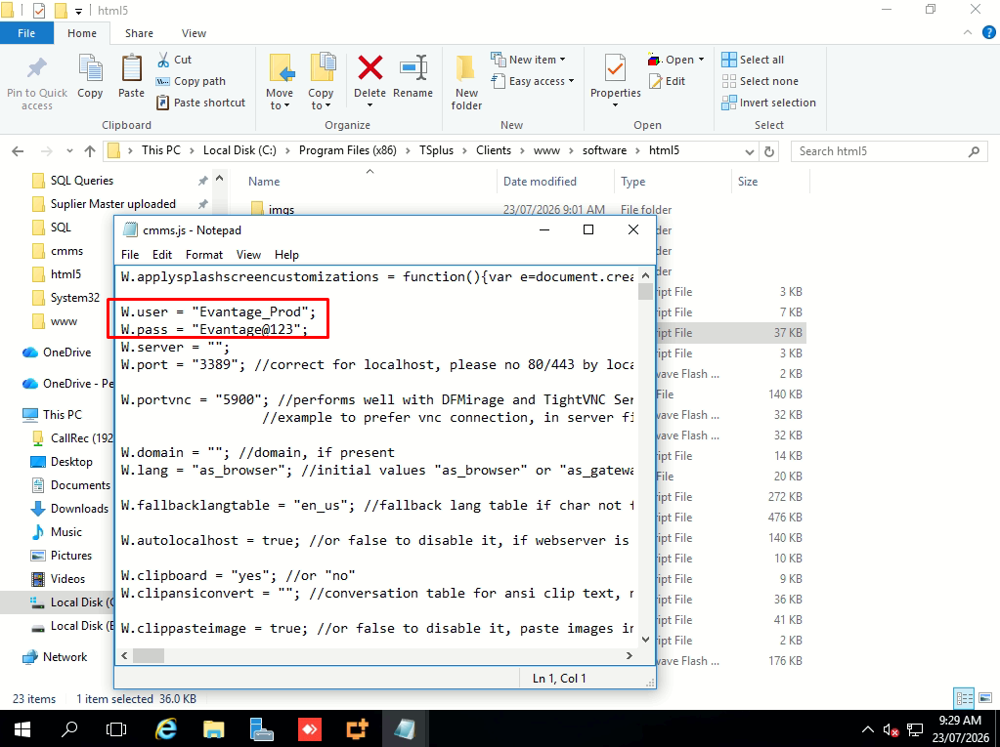 html5
File Home Share View
Pin to Quick access
Copy
Paste
Cut
Copy path
Paste shortcut
Clipboard
Move to
Copy to
Delete
Rename
Organize
New folder
New item
Easy access
New
Properties
Open
Edit
Open
Select all
Select none
Invert selection
Select
This PC > Local Disk (C:) > Program Files (x86) > TSplus > Clients > www > software > html5
Search html5
Name Date modified Type Size
SQL Queries
Suplier Master uploaded
SQL
cmms
html5
System32
www
OneDrive
OneDrive - Pe
This PC
CallRec (192
Desktop
Documents
Downloads
Music
Pictures
Videos
Local Disk (C
Local Disk (E
Network
imgs 23/07/2026 9:01 AM File folder
der
der
der
ript File 3 KB
ript File 7 KB
ript File 37 KB
ript File 3 KB
wave Flash ... 2 KB
File 140 KB
wave Flash ... 32 KB
wave Flash ... 32 KB
ript File 14 KB
File 20 KB
ript File 272 KB
ript File 476 KB
ript File 140 KB
ript File 10 KB
ript File 9 KB
ript File 36 KB
ript File 41 KB
ript File 2 KB
wave Flash ... 176 KB
cmms.js - Notepad
File Edit Format View Help
W.applysplashscreencustomizations = function(){var e=document.crea
W.user = "Evantage_Prod";
W.pass = "Evantage@123";
W.server = "";
W.port = "3389"; //correct for localhost, please no 80/443 by loca
W.portvnc = "5900"; //performs well with DFMirage and TightVNC Ser
//example to prefer vnc connection, in server fi
W.domain = ""; //domain, if present
W.lang = "as_browser"; //initial values "as_browser" or "as_gatewa
W.fallbacklangtable = "en_us"; //fallback lang table if char not f
W.autolocalhost = true; //or false to disable it, if webserver is
W.clipboard = "yes"; //or "no"
W.clipansiconvert = ""; //conversation table for ansi clip text, n
W.clippasteimage = true; //or false to disable it, paste images in
Ln 1, Col 1
23 items 1 item selected 36.0 KB
9:29 AM
23/07/2026